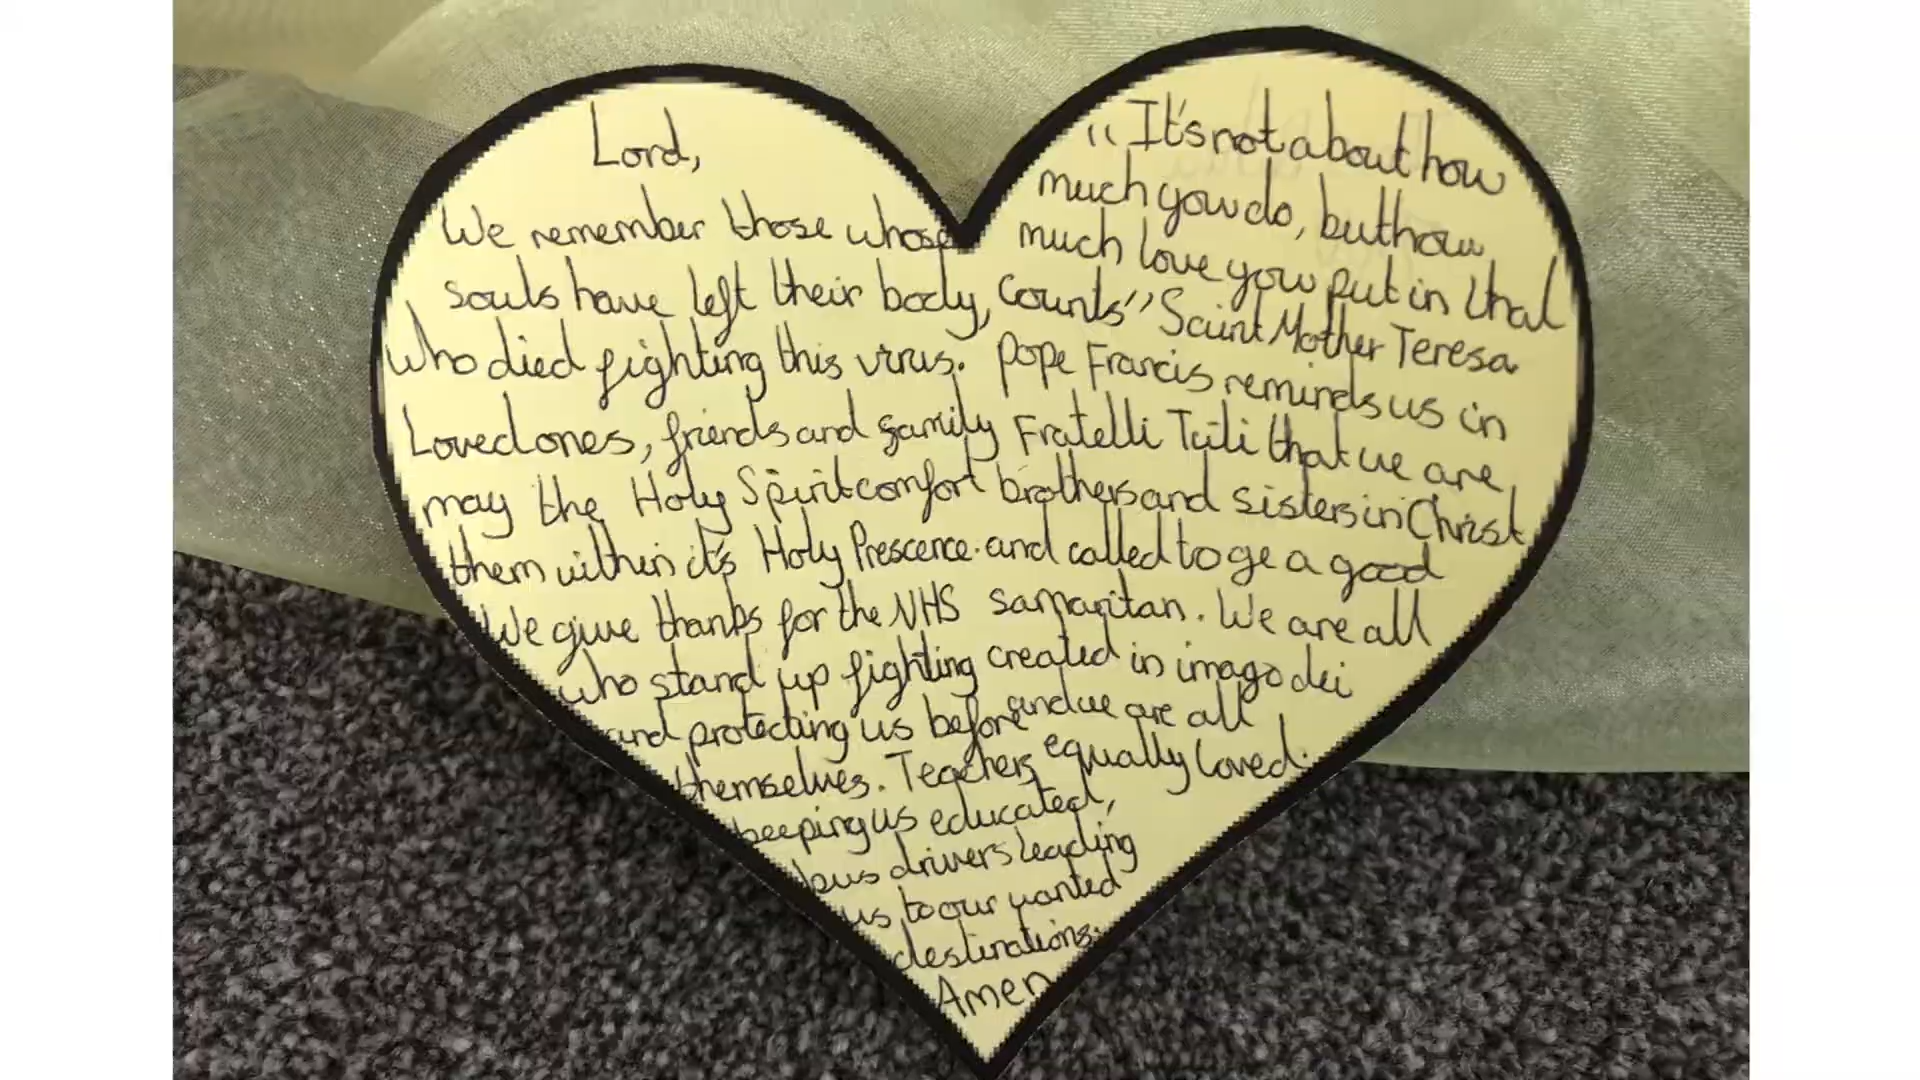 Lord,
We remember those whose
souls have left their body,
who died fighting this virus.
Loved ones, friends and family
may the Holy Spirit comfort
them within it's Holy Prescence.
We give thanks for the NHS
who stand up fighting
and protecting us before
themselves. Teachers
keeping us educated,
bus drivers leading
us to our wanted
destinations.
Amen
"It's not about how
much you do, but how
much love you put in that
counts" Saint Mother Teresa
Pope Francis reminds us in
Fratelli Tuti that we are
brothers and sisters in Christ
and called to ge a good
samaritan. We are all
created in imago dei
and we are all
equally loved.